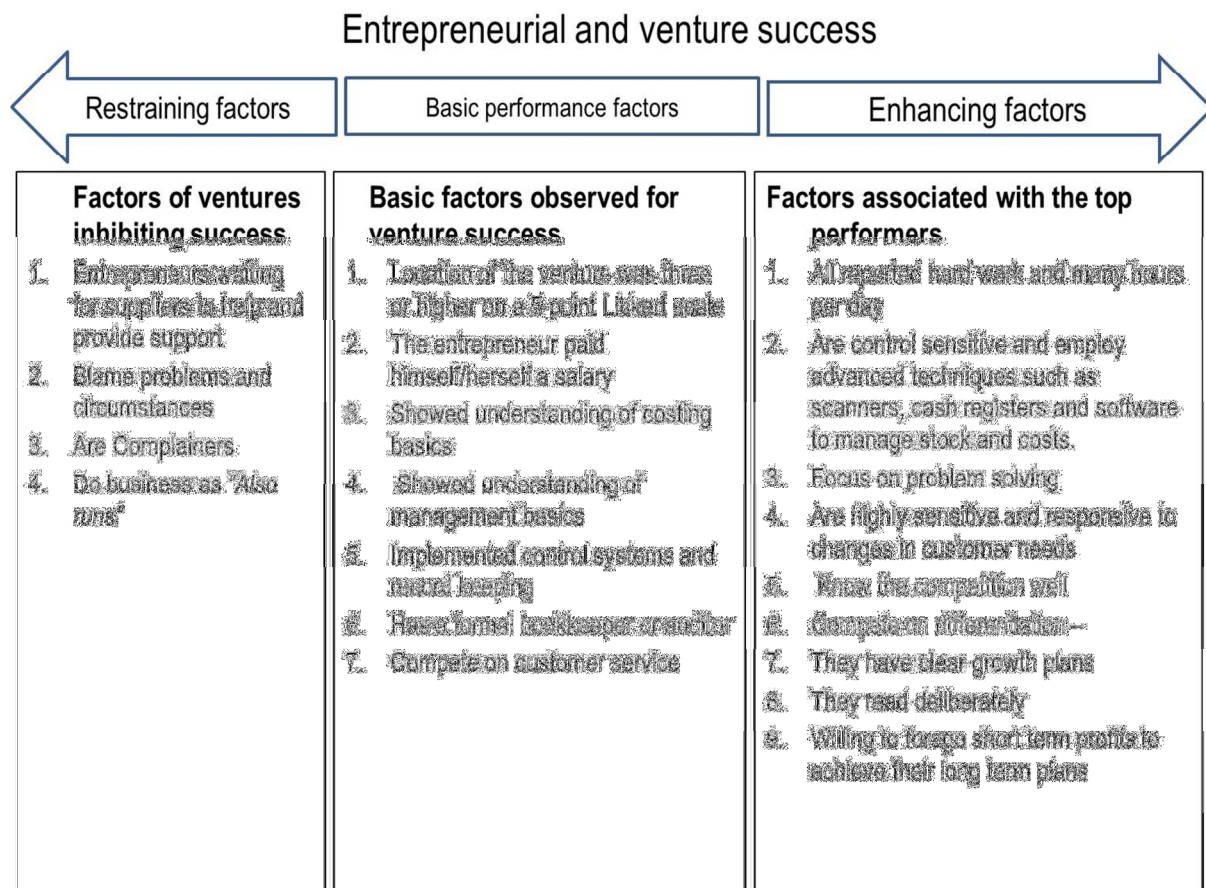 Entrepreneurial and venture success
Restraining factors
Basic performance factors
Enhancing factors
Factors of ventures
inhibiting success
1. Entrepreneurs waiting
for suppliers to help and
provide support
2. Blame problems and
circumstances
3. Are Complainers
4. Do business as "Also
runs"
Basic factors observed for
venture success
1. Location of the venture was three
or higher on a point scale
2. The entrepreneur paid
himself/herself a salary
3. Showed understanding of costing
basics
4. Showed understanding of
management basics
5. Implemented control systems and
record keeping
6. Have formal bookkeeper or auditor
7. Compete on customer service
Factors associated with the top
performers
1. All reported hard work and many hours
per day
2. Are control sensitive and employ
advanced techniques such as
scanners, cash registers and software
to manage stock and costs.
3. Focus on problem solving
4. Are highly sensitive and responsive to
changes in customer needs
5. Know the competition well
6. Compete on differentiation –
7. They have clear growth plans
8. They read deliberately
9. Willing to forego short term profits to
achieve their long term plans